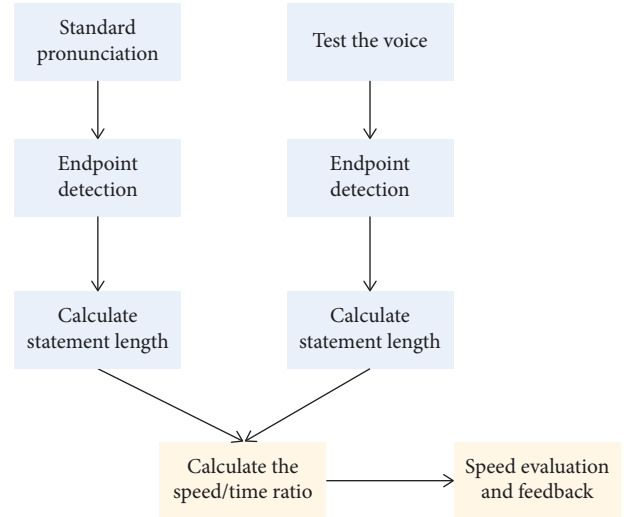 Standard
pronunciation
Test the voice
Endpoint
detection
Endpoint
detection
Calculate
statement length
Calculate
statement length
Calculate the
speed/time ratio
Speed evaluation
and feedback